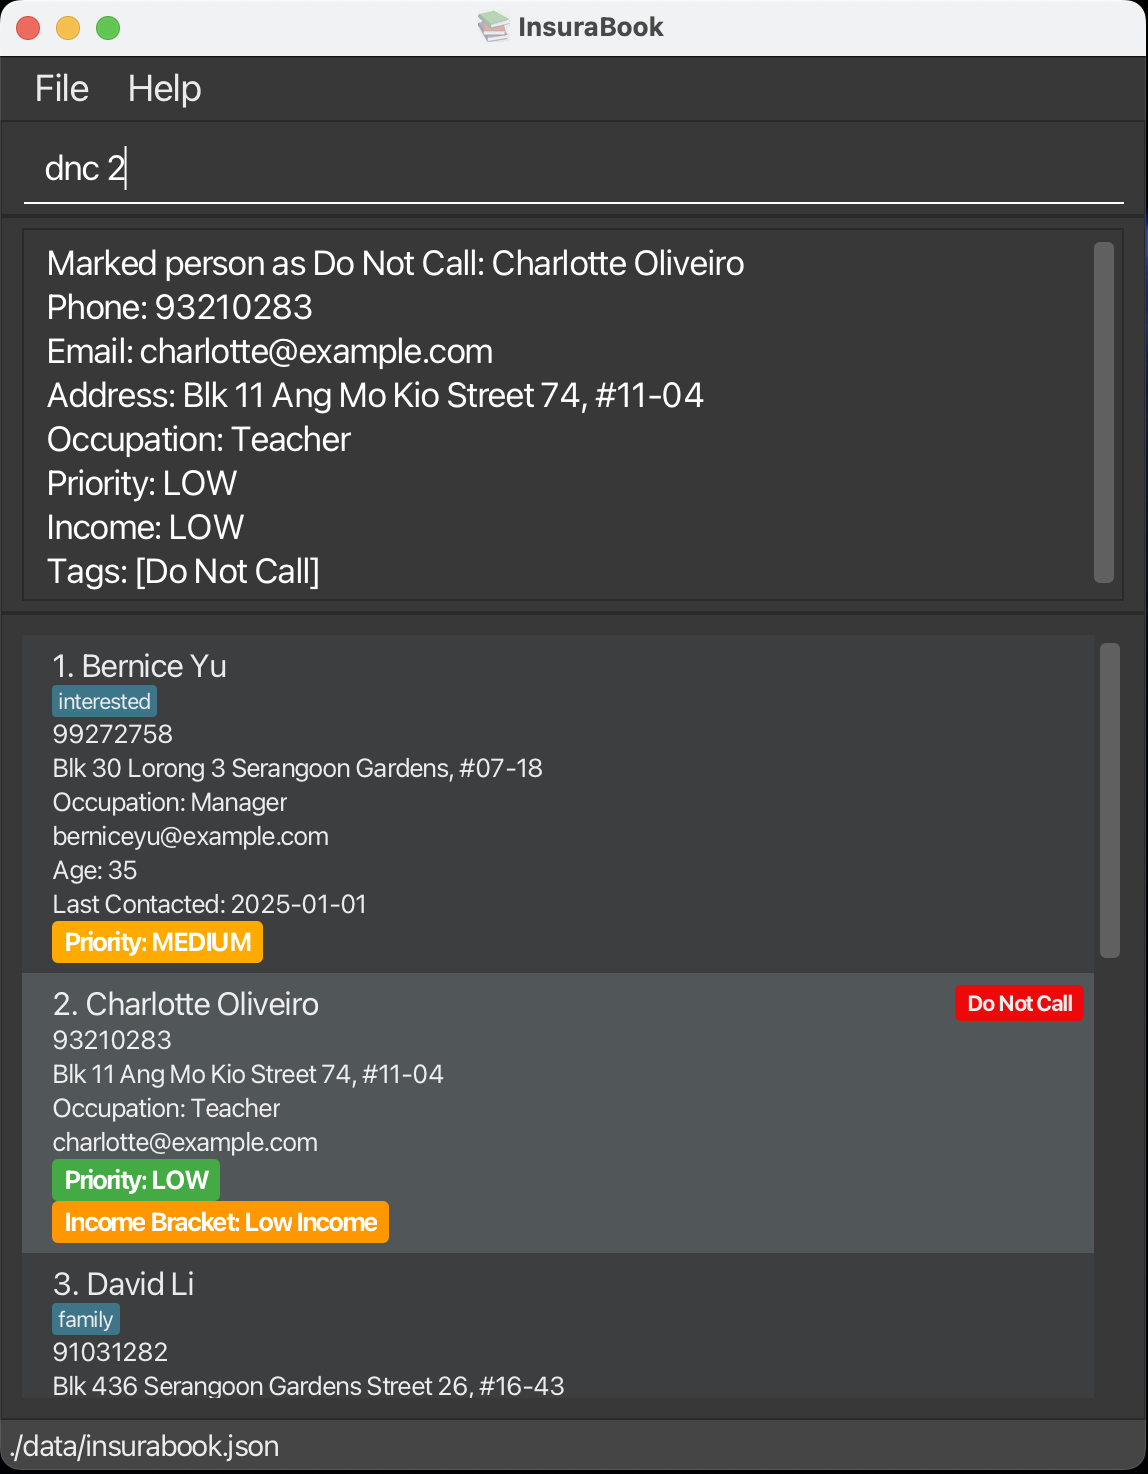 InsuraBook
File Help
dnc 2
Marked person as Do Not Call: Charlotte Oliveiro
Phone: 93210283
Email: charlotte@example.com
Address: Blk 11 Ang Mo Kio Street 74, #11-04
Occupation: Teacher
Priority: LOW
Income: LOW
Tags: [Do Not Call]
1. Bernice Yu
interested
99272758
Blk 30 Lorong 3 Serangoon Gardens, #07-18
Occupation: Manager
berniceyu@example.com
Age: 35
Last Contacted: 2025-01-01
Priority: MEDIUM
2. Charlotte Oliveiro
Do Not Call
93210283
Blk 11 Ang Mo Kio Street 74, #11-04
Occupation: Teacher
charlotte@example.com
Priority: LOW
Income Bracket: Low Income
3. David Li
family
91031282
Blk 436 Serangoon Gardens Street 26, #16-43
./data/insurabook.json